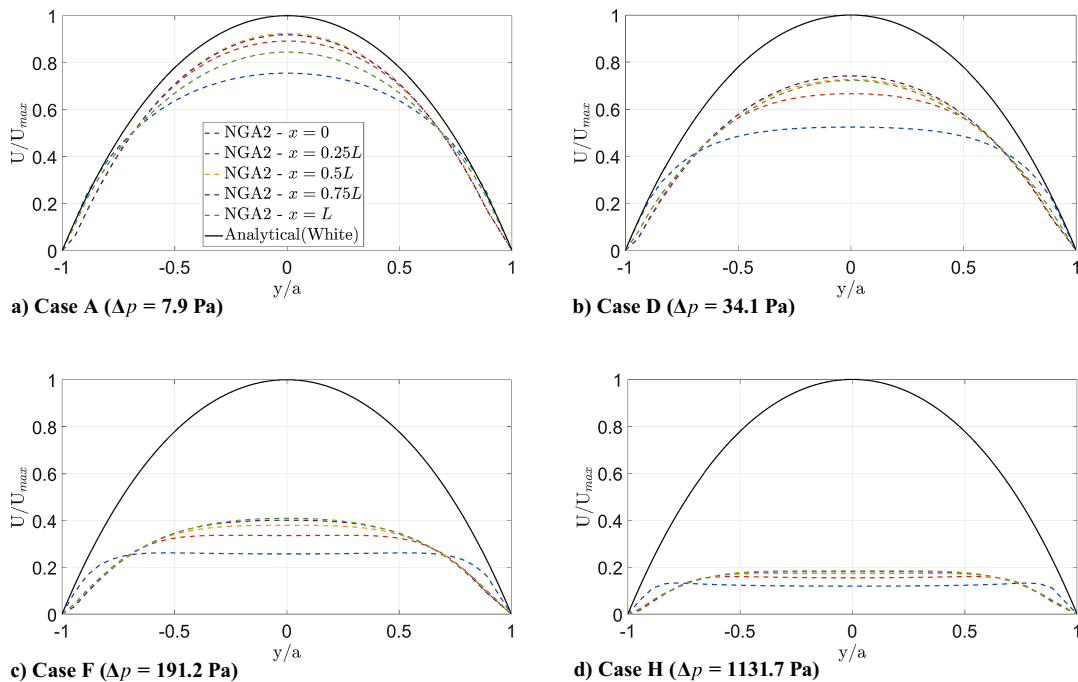 1
0.8
0.6
0.4
0.2
0
-1
-0.5
0
0.5
1
U/U_max
y/a
NGA2 - x = 0
NGA2 - x = 0.25L
NGA2 - x = 0.5L
NGA2 - x = 0.75L
NGA2 - x = L
Analytical(White)
a) Case A (Δp = 7.9 Pa)
1
0.8
0.6
0.4
0.2
0
-1
-0.5
0
0.5
1
U/U_max
y/a
b) Case D (Δp = 34.1 Pa)
1
0.8
0.6
0.4
0.2
0
-1
-0.5
0
0.5
1
U/U_max
y/a
c) Case F (Δp = 191.2 Pa)
1
0.8
0.6
0.4
0.2
0
-1
-0.5
0
0.5
1
U/U_max
y/a
d) Case H (Δp = 1131.7 Pa)